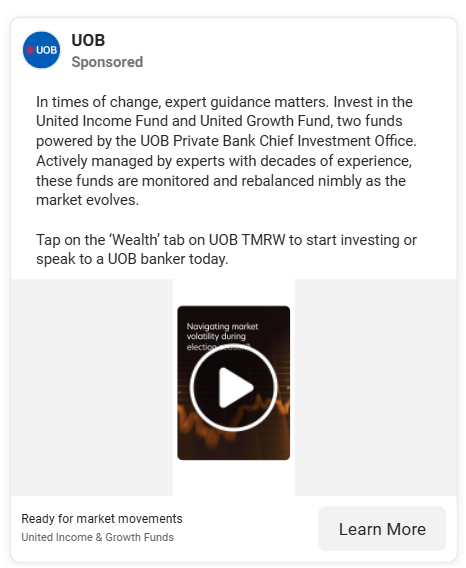 UOB
UOB
Sponsored
In times of change, expert guidance matters. Invest in the
United Income Fund and United Growth Fund, two funds
powered by the UOB Private Bank Chief Investment Office.
Actively managed by experts with decades of experience,
these funds are monitored and rebalanced nimbly as the
market evolves.
Tap on the ‘Wealth’ tab on UOB TMRW to start investing or
speak to a UOB banker today.
Navigating market
volatility during
election
Ready for market movements
United Income & Growth Funds
Learn More